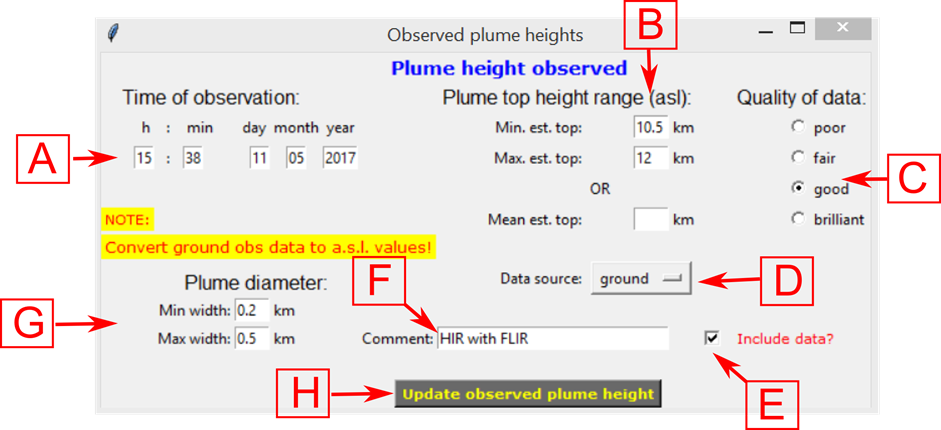 Observed plume heights
B
Plume height observed
Time of observation: Plume top height range (asl): Quality of data:
h : min day month year Min. est. top: 10.5 km poor
A 15 : 38 11 05 2017 Max. est. top: 12 km fair
OR good C
NOTE: Mean est. top: km brilliant
Convert ground obs data to a.s.l. values!
Plume diameter: F Data source: ground D
G Min width: 0.2 km
Max width: 0.5 km Comment: HIR with FLIR Include data?
H Update observed plume height E